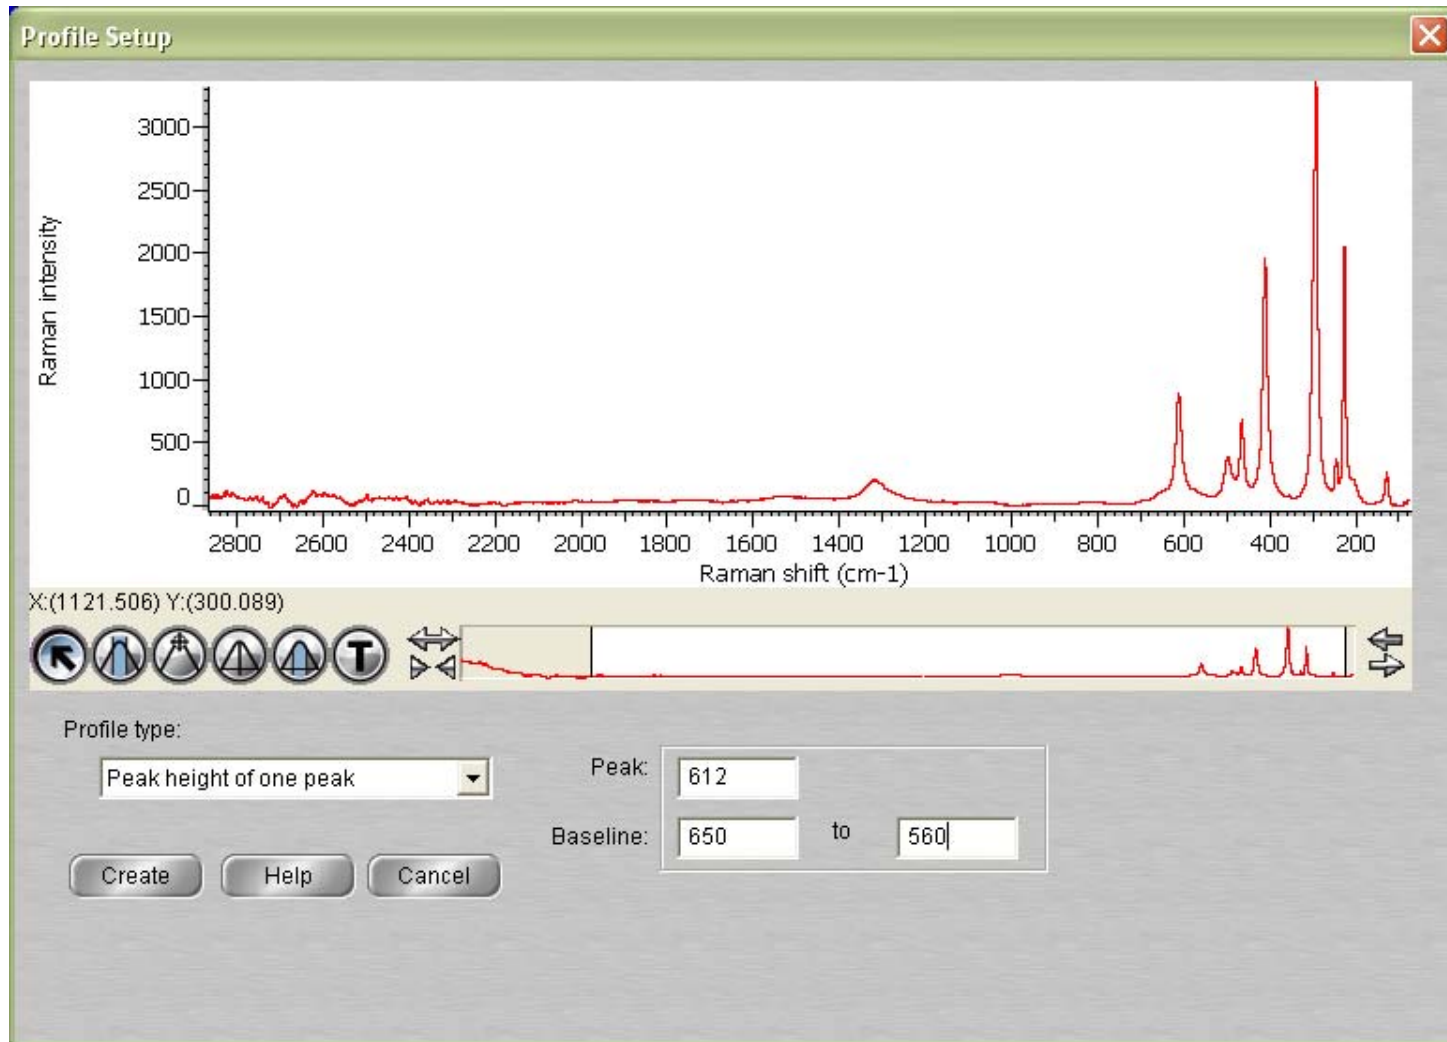 Profile Setup
3000
2500
2000
1500
1000
500
0
Raman intensity
2800 2600 2400 2200 2000 1800 1600 1400 1200 1000 800 600 400 200
Raman shift (cm-1)
X:(1121.506) Y:(300.089)
T
Profile type:
Peak height of one peak
Peak: 612
Baseline: 650 to 560
Create Help Cancel